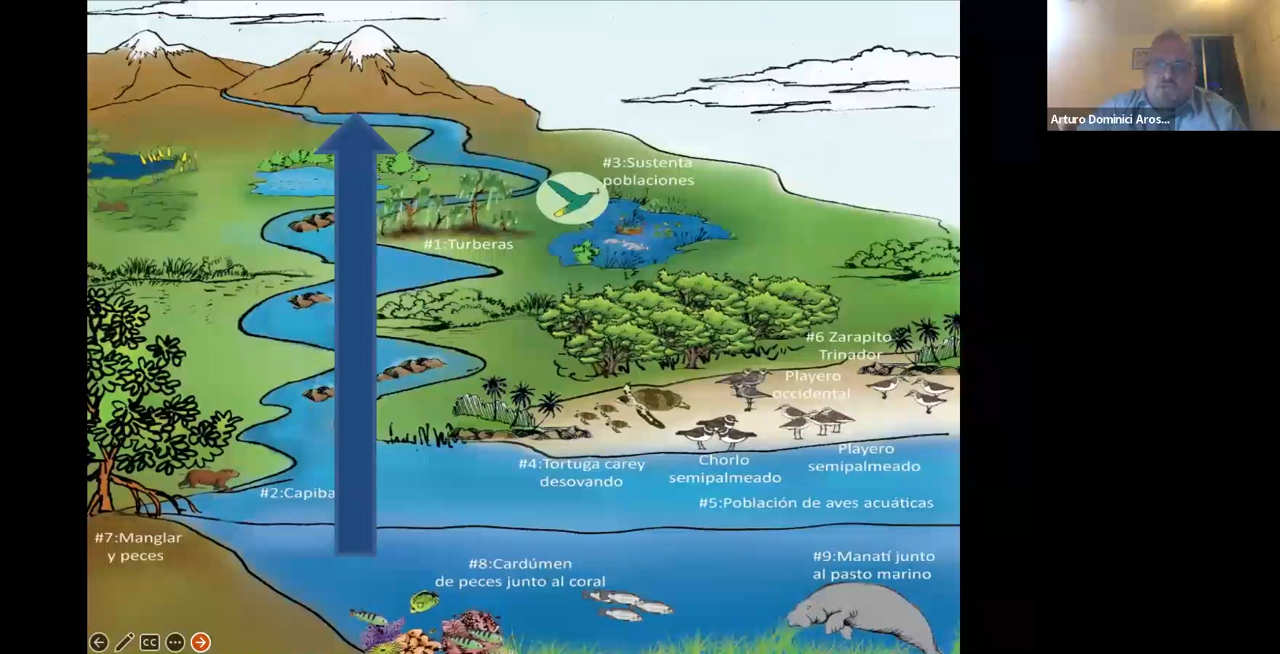 Arturo Dominici Aros...
#3:Sustenta
poblaciones
#1:Turberas
#6 Zarapito
Trinador
Playero
occidental
#4:Tortuga carey
desovando
Chorlo
semipalmeado
Playero
semipalmeado
#2:Capiba
#5:Población de aves acuáticas
#7:Manglar
y peces
#8:Cardúmen
de peces junto al coral
#9:Manatí junto
al pasto marino
CC